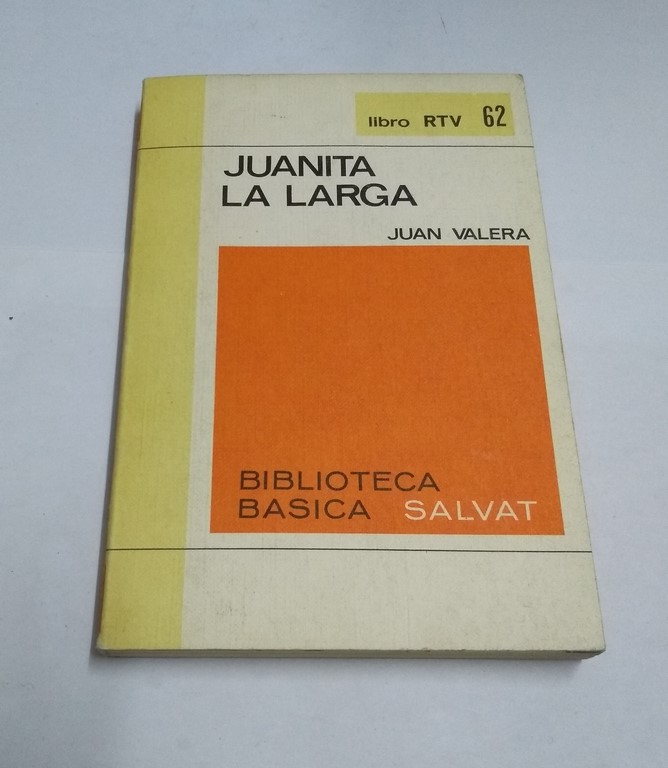 libro RTV 62
JUANITA
LA LARGA
JUAN VALERA
BIBLIOTECA
BASICA SALVAT